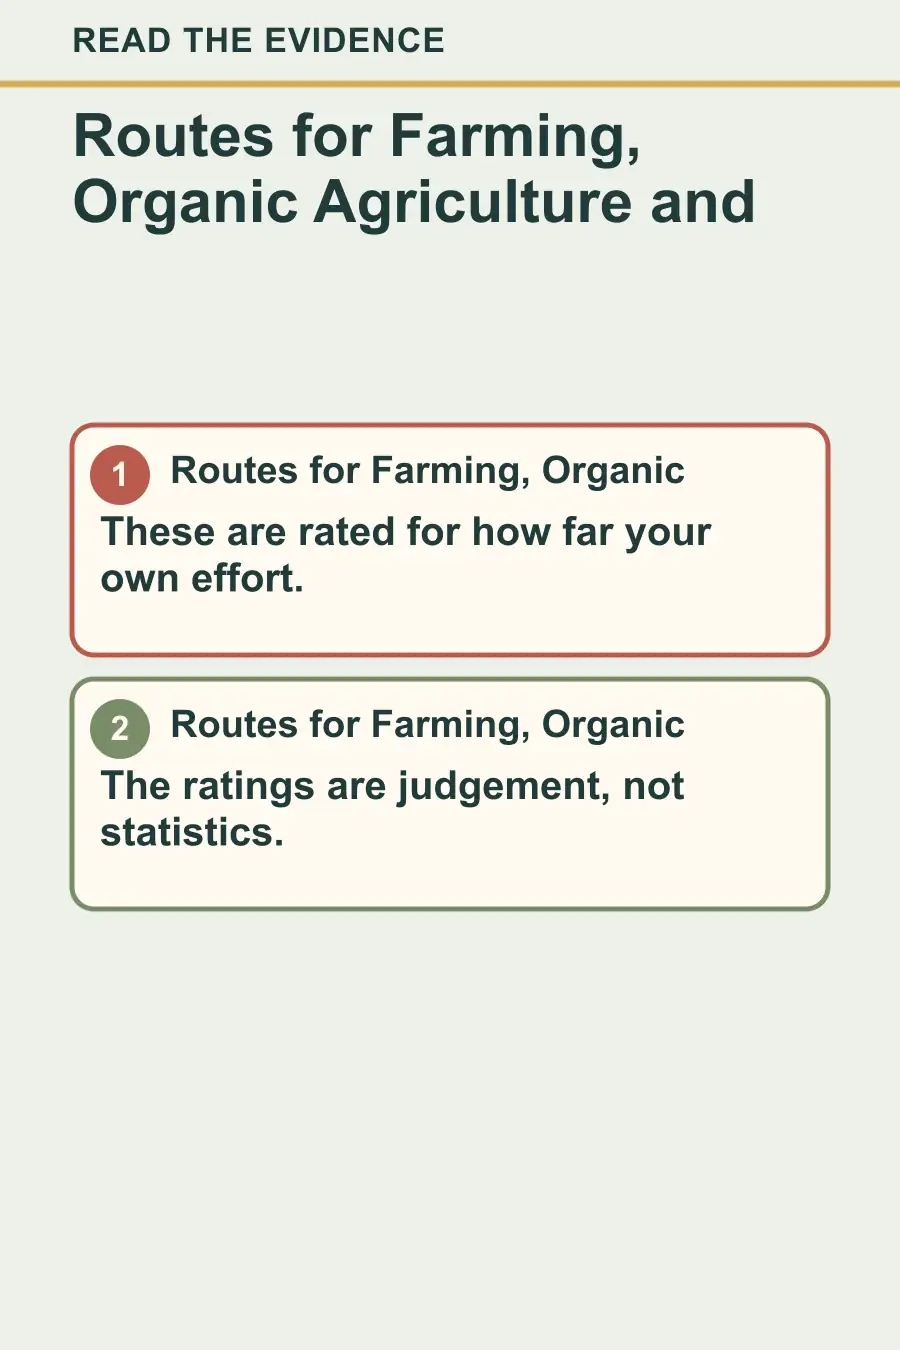 READ THE EVIDENCE
Routes for Farming,
Organic Agriculture and
1 Routes for Farming, Organic
These are rated for how far your
own effort.
2 Routes for Farming, Organic
The ratings are judgement, not
statistics.